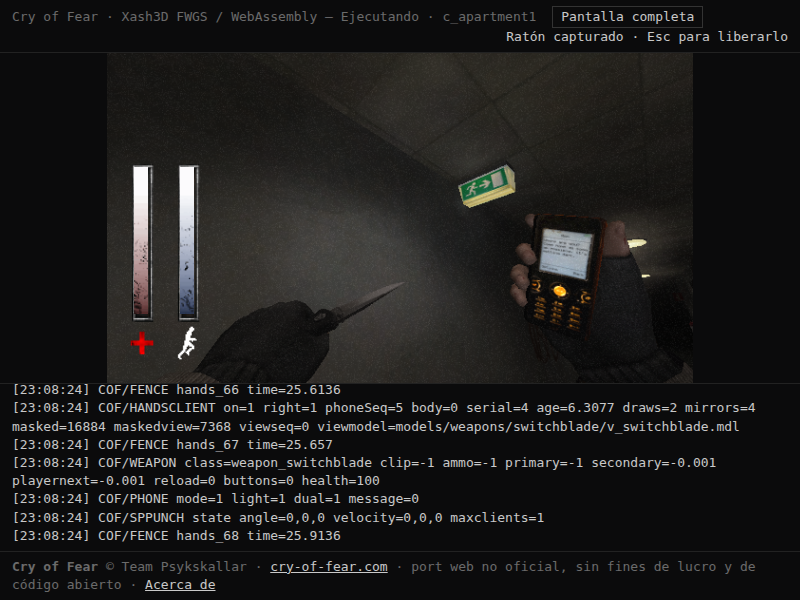 Cry of Fear · Xash3D FWGS / WebAssembly — Ejecutando · c_apartment1 Pantalla completa
Ratón capturado · Esc para liberarlo
[23:08:24] COF/FENCE hands_66 time=25.6136
[23:08:24] COF/HANDSCLIENT on=1 right=1 phoneSeq=5 body=0 serial=4 age=6.3077 draws=2 mirrors=4
masked=16884 maskedview=7368 viewseq=0 viewmodel=models/weapons/switchblade/v_switchblade.mdl
[23:08:24] COF/FENCE hands_67 time=25.657
[23:08:24] COF/WEAPON class=weapon_switchblade clip=-1 ammo=-1 primary=-1 secondary=-0.001
playernext=-0.001 reload=0 buttons=0 health=100
[23:08:24] COF/PHONE mode=1 light=1 dual=1 message=0
[23:08:24] COF/SPPUNCH state angle=0,0,0 velocity=0,0,0 maxclients=1
[23:08:24] COF/FENCE hands_68 time=25.9136
Cry of Fear © Team Psykskallar · cry-of-fear.com · port web no oficial, sin fines de lucro y de
código abierto · Acerca de